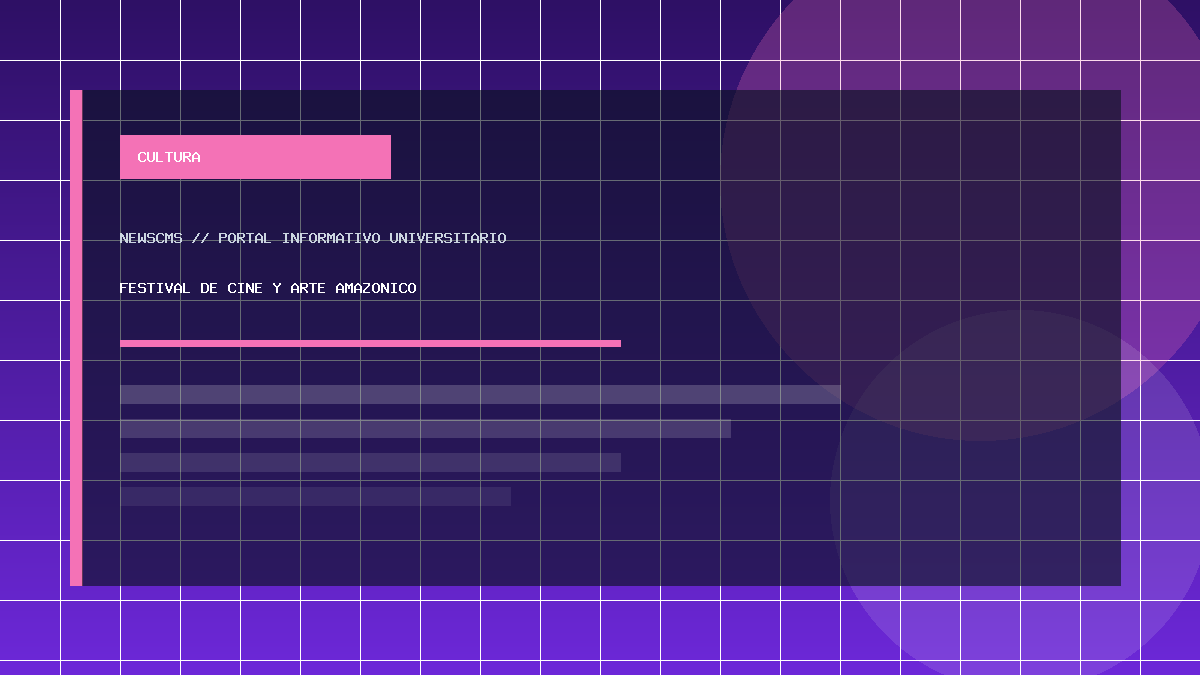 CULTURA
NEWSCMS // PORTAL INFORMATIVO UNIVERSITARIO
FESTIVAL DE CINE Y ARTE AMAZONICO